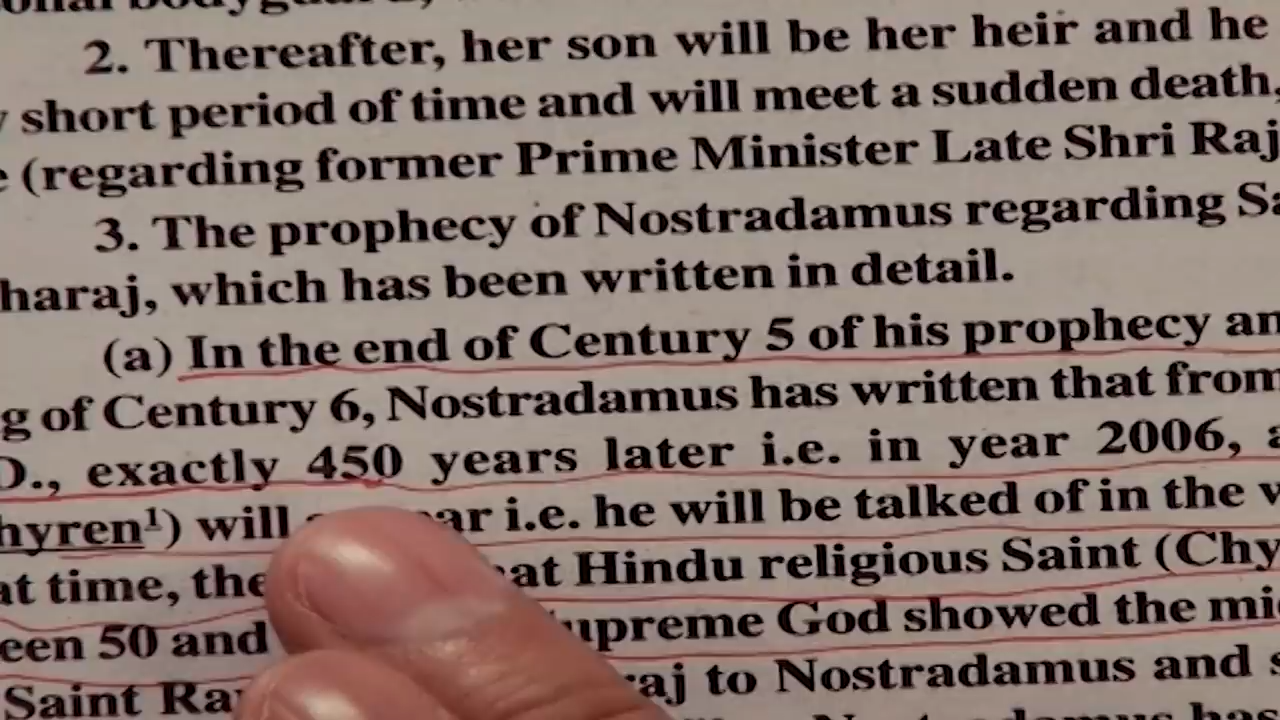 2. Thereafter, her son will be her heir and he
short period of time and will meet a sudden death,
(regarding former Prime Minister Late Shri Raj
3. The prophecy of Nostradamus regarding Sa
haraj, which has been written in detail.
(a) In the end of Century 5 of his prophecy an
g of Century 6, Nostradamus has written that from
D., exactly 450 years later i.e. in year 2006, a
hyren¹) will ar i.e. he will be talked of in the w
at time, the at Hindu religious Saint (Chy
een 50 and upreme God showed the mid
Saint Ra aj to Nostradamus and s